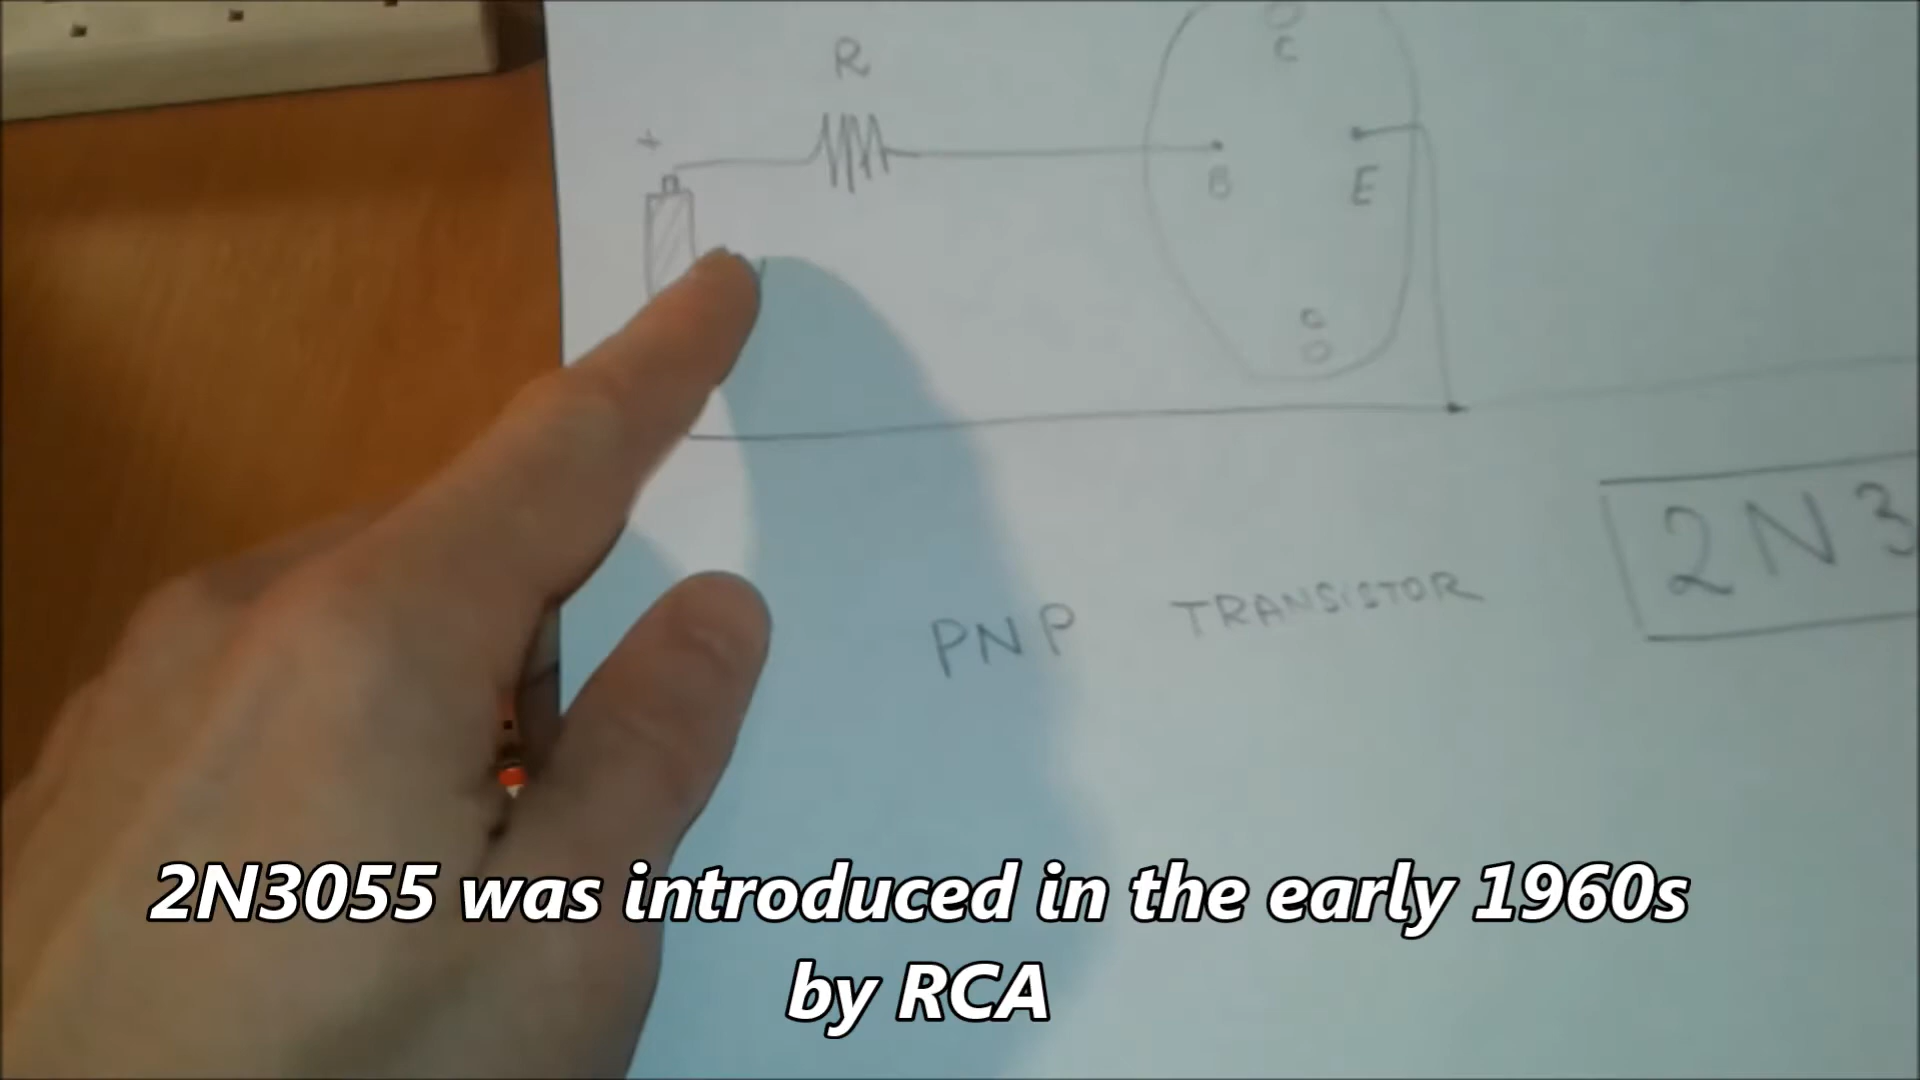 R
C
+
B
E
2N3
PNP TRANSISTOR
2N3055 was introduced in the early 1960s
by RCA